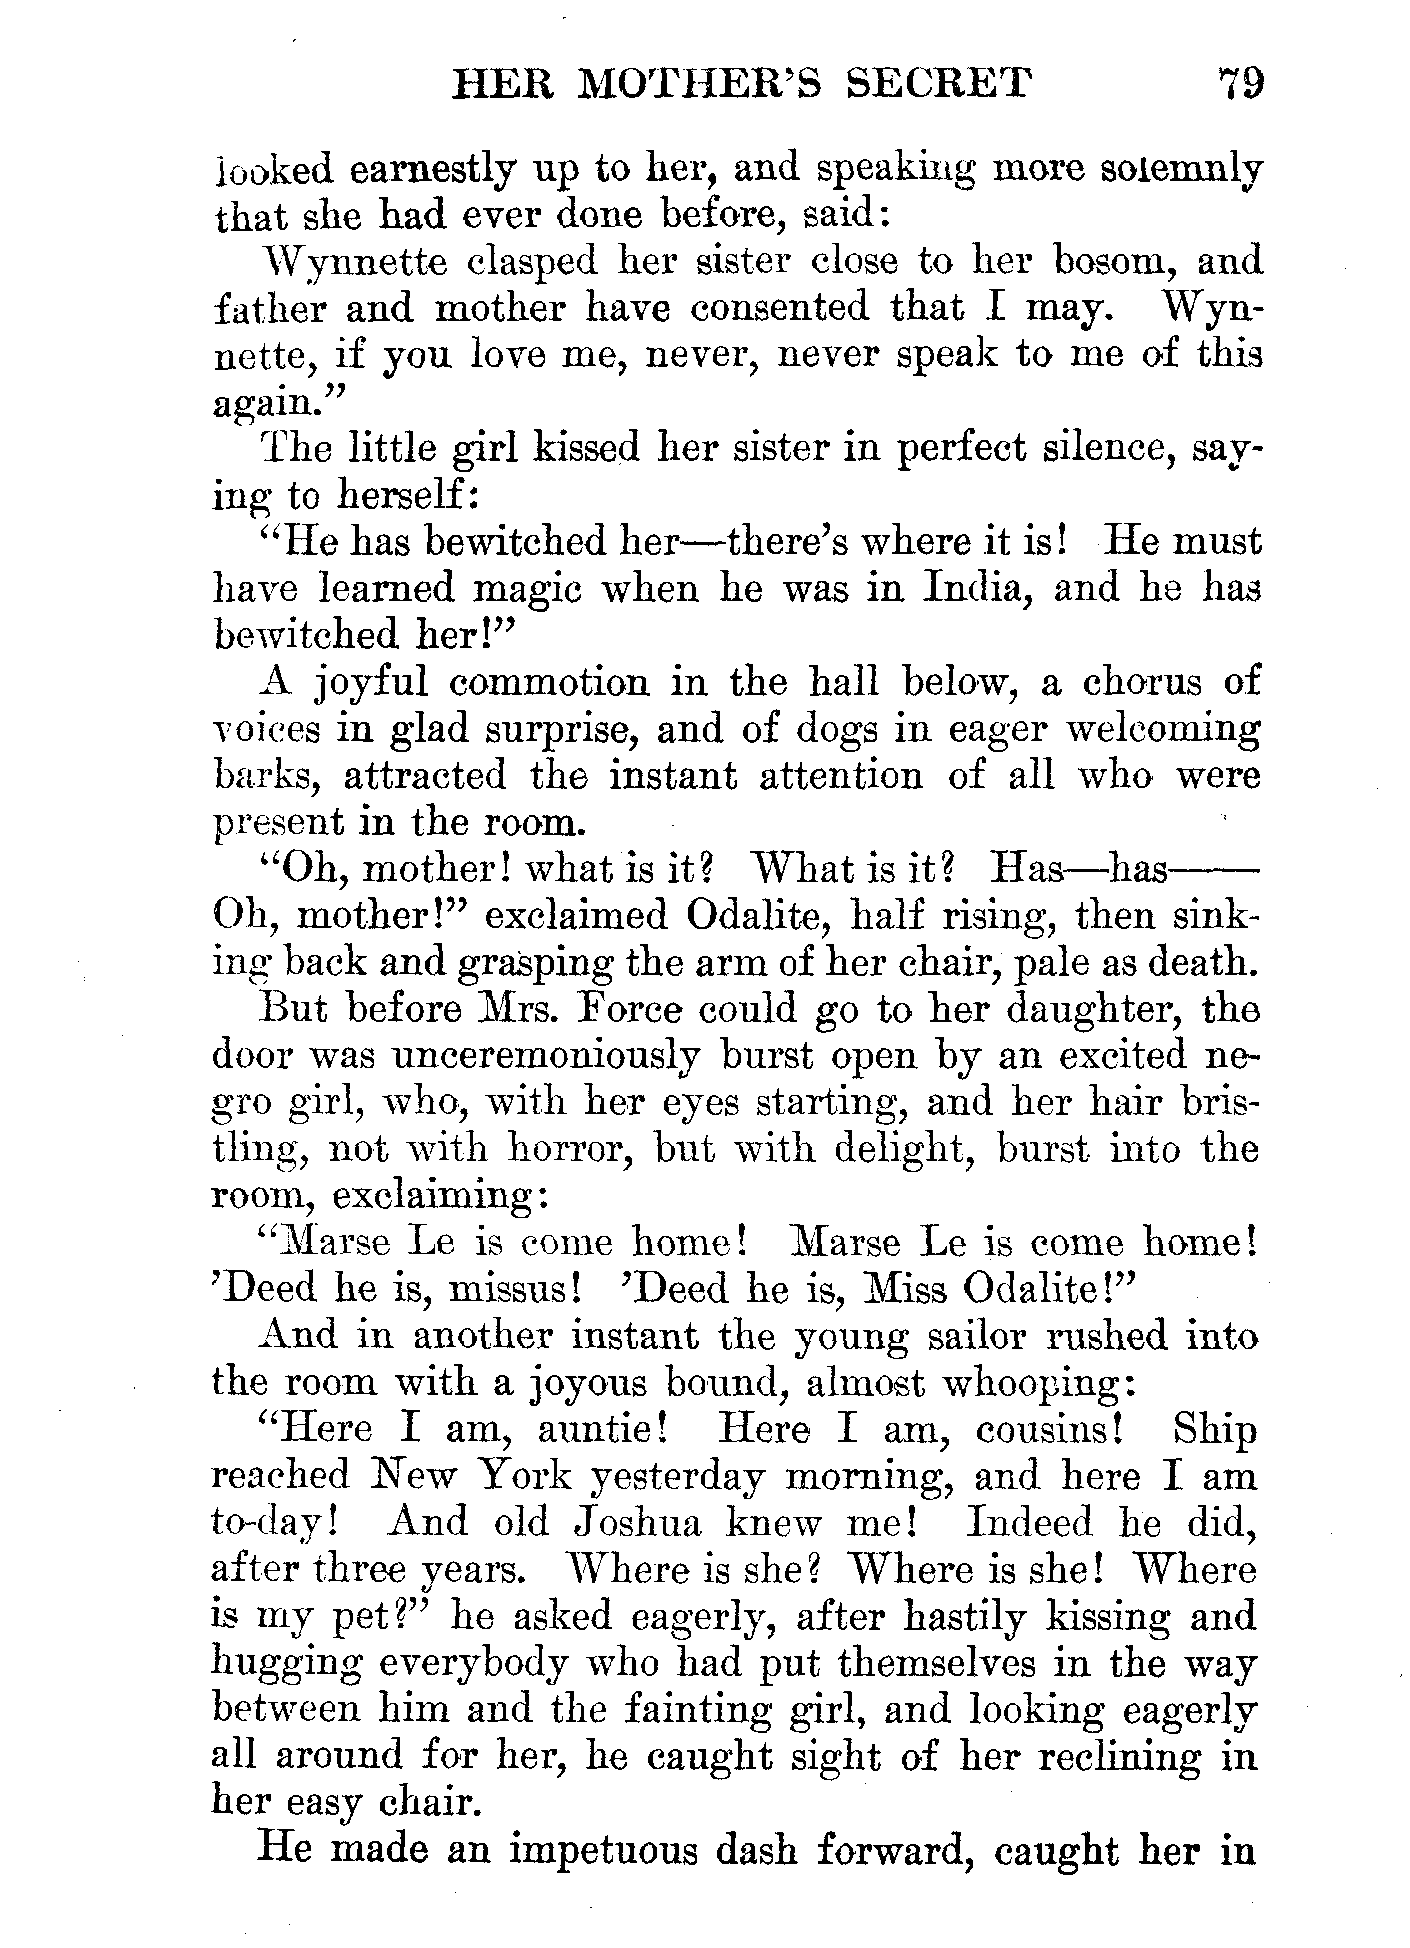 HER MOTHER'S SECRET 79
looked earnestly up to her, and speaking more solemnly
that she had ever done before, said:
Wynnette clasped her sister close to her bosom, and
father and mother have consented that I may. Wyn-
nette, if you love me, never, never speak to me of this
again.”
The little girl kissed her sister in perfect silence, say-
ing to herself:
“He has bewitched her—there's where it is! He must
have learned magic when he was in India, and he has
bewitched her!”
A joyful commotion in the hall below, a chorus of
voices in glad surprise, and of dogs in eager welcoming
barks, attracted the instant attention of all who were
present in the room.
“Oh, mother! what is it? What is it? Has—has——
Oh, mother!” exclaimed Odalite, half rising, then sink-
ing back and grasping the arm of her chair, pale as death.
But before Mrs. Force could go to her daughter, the
door was unceremoniously burst open by an excited ne-
gro girl, who, with her eyes starting, and her hair bris-
tling, not with horror, but with delight, burst into the
room, exclaiming:
“Marse Le is come home! Marse Le is come home!
'Deed he is, missus! 'Deed he is, Miss Odalite!”
And in another instant the young sailor rushed into
the room with a joyous bound, almost whooping:
“Here I am, auntie! Here I am, cousins! Ship
reached New York yesterday morning, and here I am
to-day! And old Joshua knew me! Indeed he did,
after three years. Where is she? Where is she! Where
is my pet?” he asked eagerly, after hastily kissing and
hugging everybody who had put themselves in the way
between him and the fainting girl, and looking eagerly
all around for her, he caught sight of her reclining in
her easy chair.
He made an impetuous dash forward, caught her in